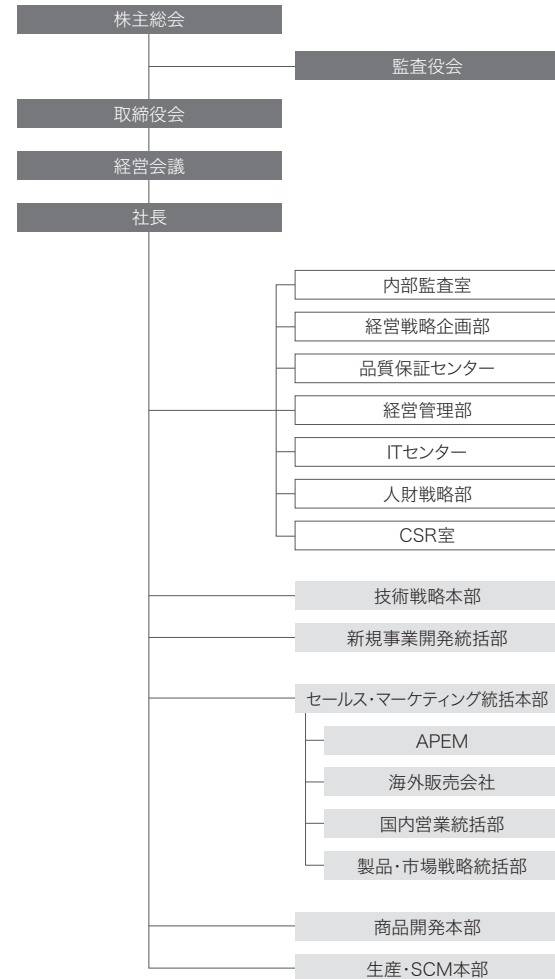 株主総会
監査役会
取締役会
経営会議
社長
内部監査室
経営戦略企画部
品質保証センター
経営管理部
ITセンター
人財戦略部
CSR室
技術戦略本部
新規事業開発統括部
セールス・マーケティング統括本部
APEM
海外販売会社
国内営業統括部
製品・市場戦略統括部
商品開発本部
生産・SCM本部